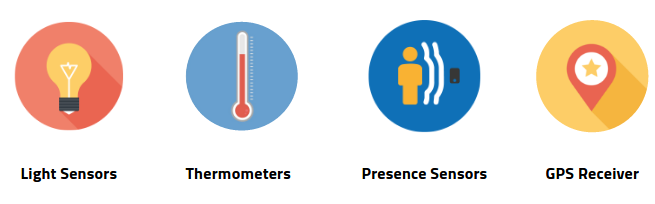 Light Sensors
Thermometers
Presence Sensors
GPS Receiver